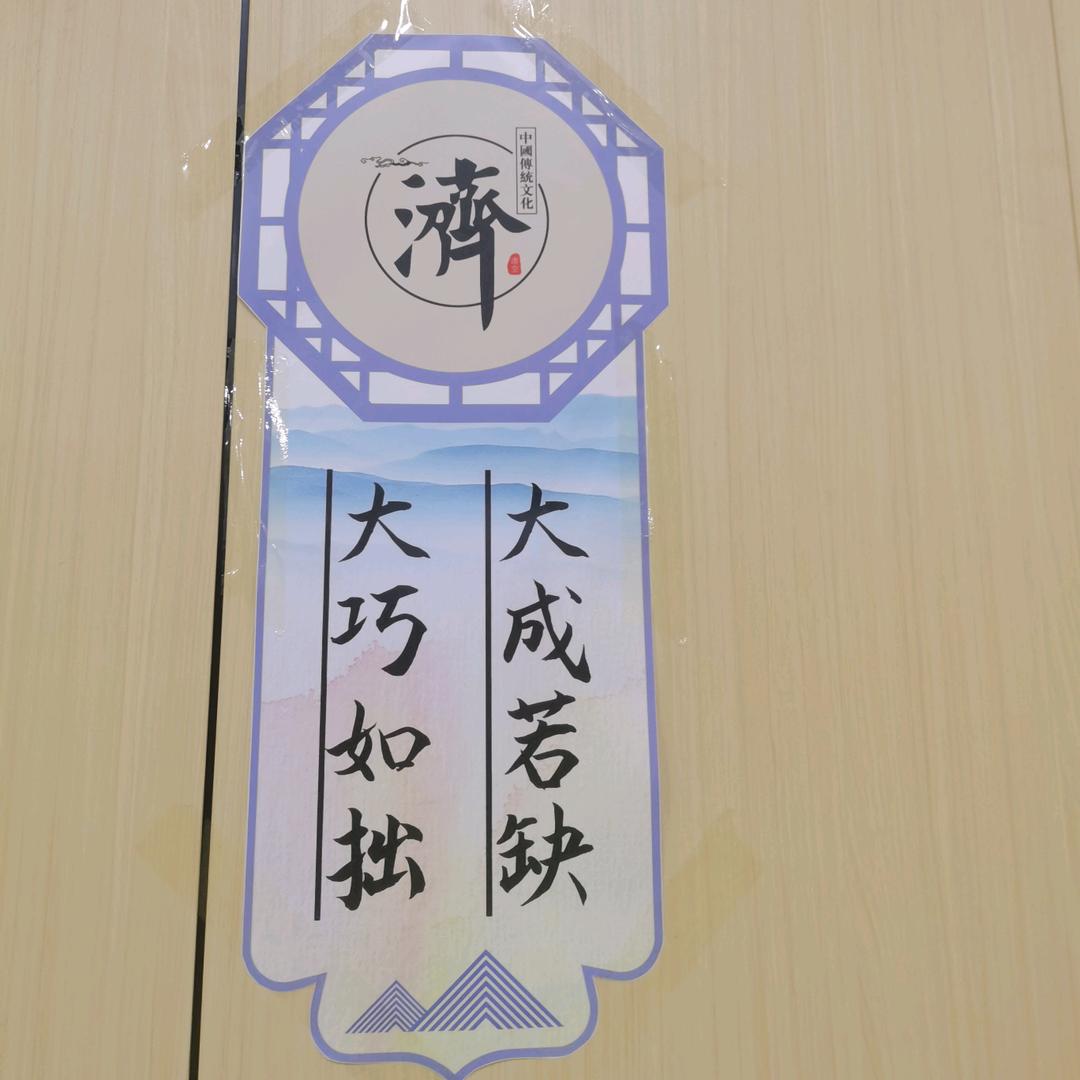 濟
中國傳統文化
大成若缺
大巧如拙